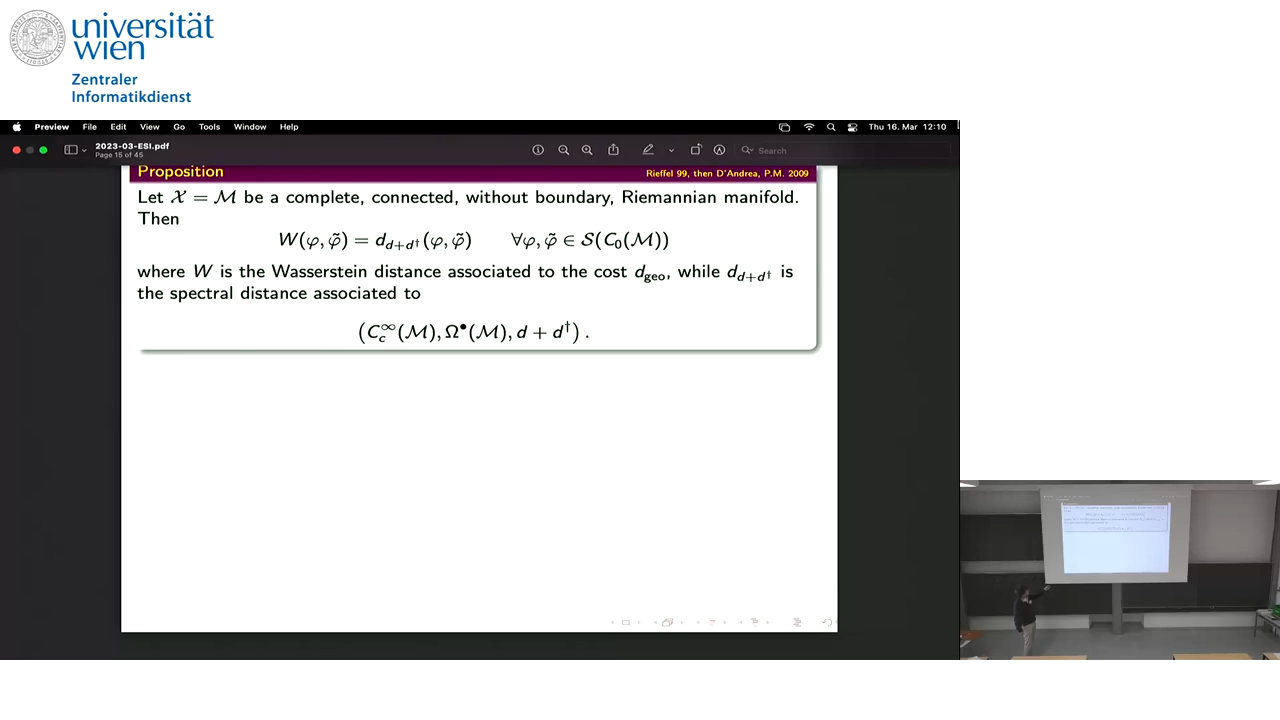 universität
wien
Zentraler
Informatikdienst
Preview File Edit View Go Tools Window Help Thu 16. Mar 12:10
2023-03-ESI.pdf
Page 15 of 45
Search
Proposition Rieffel 99, then D'Andrea, P.M. 2009
Let 𝒳 = ℳ be a complete, connected, without boundary, Riemannian manifold.
Then
W(φ, φ̃) = d_{d+d†}(φ, φ̃) ∀φ, φ̃ ∈ 𝒮(C₀(ℳ))
where W is the Wasserstein distance associated to the cost d_geo, while d_{d+d†} is
the spectral distance associated to
(C_c^∞(ℳ), Ω^•(ℳ), d + d†) .